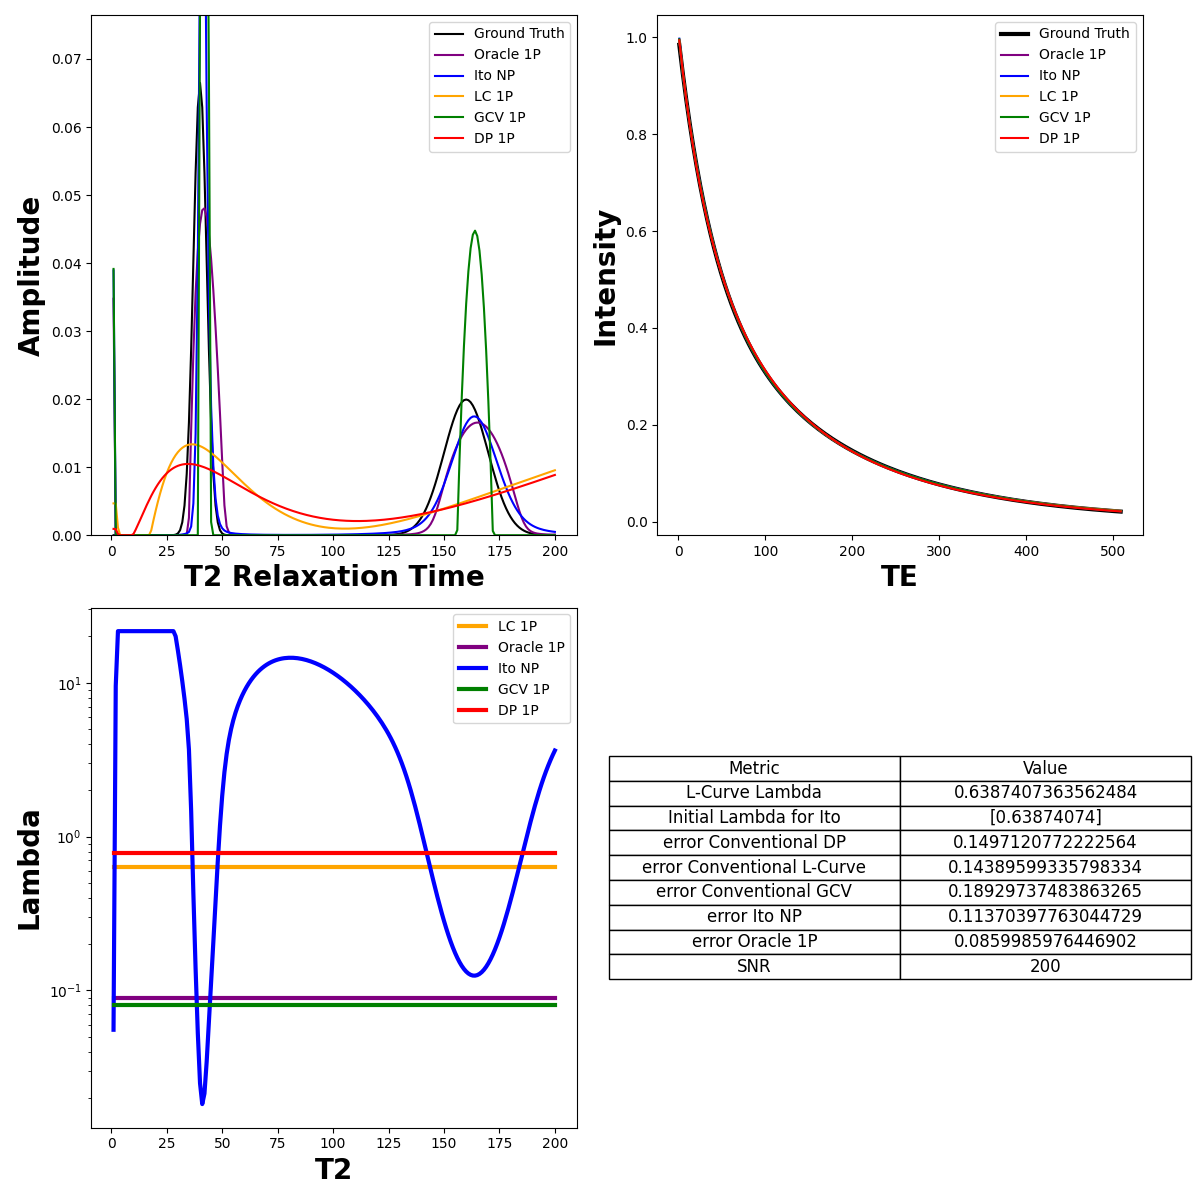 Ground Truth
Oracle 1P
Ito NP
LC 1P
GCV 1P
DP 1P
0.07
0.06
0.05
0.04
0.03
0.02
0.01
0.00
Amplitude
0 25 50 75 100 125 150 175 200
T2 Relaxation Time
Ground Truth
Oracle 1P
Ito NP
LC 1P
GCV 1P
DP 1P
1.0
0.8
0.6
0.4
0.2
0.0
Intensity
0 100 200 300 400 500
TE
LC 1P
Oracle 1P
Ito NP
GCV 1P
DP 1P
10¹
10⁰
10⁻¹
Lambda
0 25 50 75 100 125 150 175 200
T2
Metric Value
L-Curve Lambda 0.6387407363562484
Initial Lambda for Ito [0.63874074]
error Conventional DP 0.1497120772222564
error Conventional L-Curve 0.14389599335798334
error Conventional GCV 0.18929737483863265
error Ito NP 0.11370397763044729
error Oracle 1P 0.0859985976446902
SNR 200